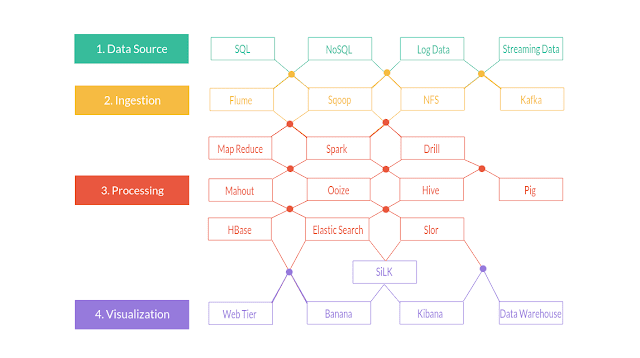 1. Data Source
SQL
NoSQL
Log Data
Streaming Data
2. Ingestion
Flume
Sqoop
NFS
Kafka
Map Reduce
Spark
Drill
3. Processing
Mahout
Ooize
Hive
Pig
HBase
Elastic Search
Slor
SiLK
4. Visualization
Web Tier
Banana
Kibana
Data Warehouse